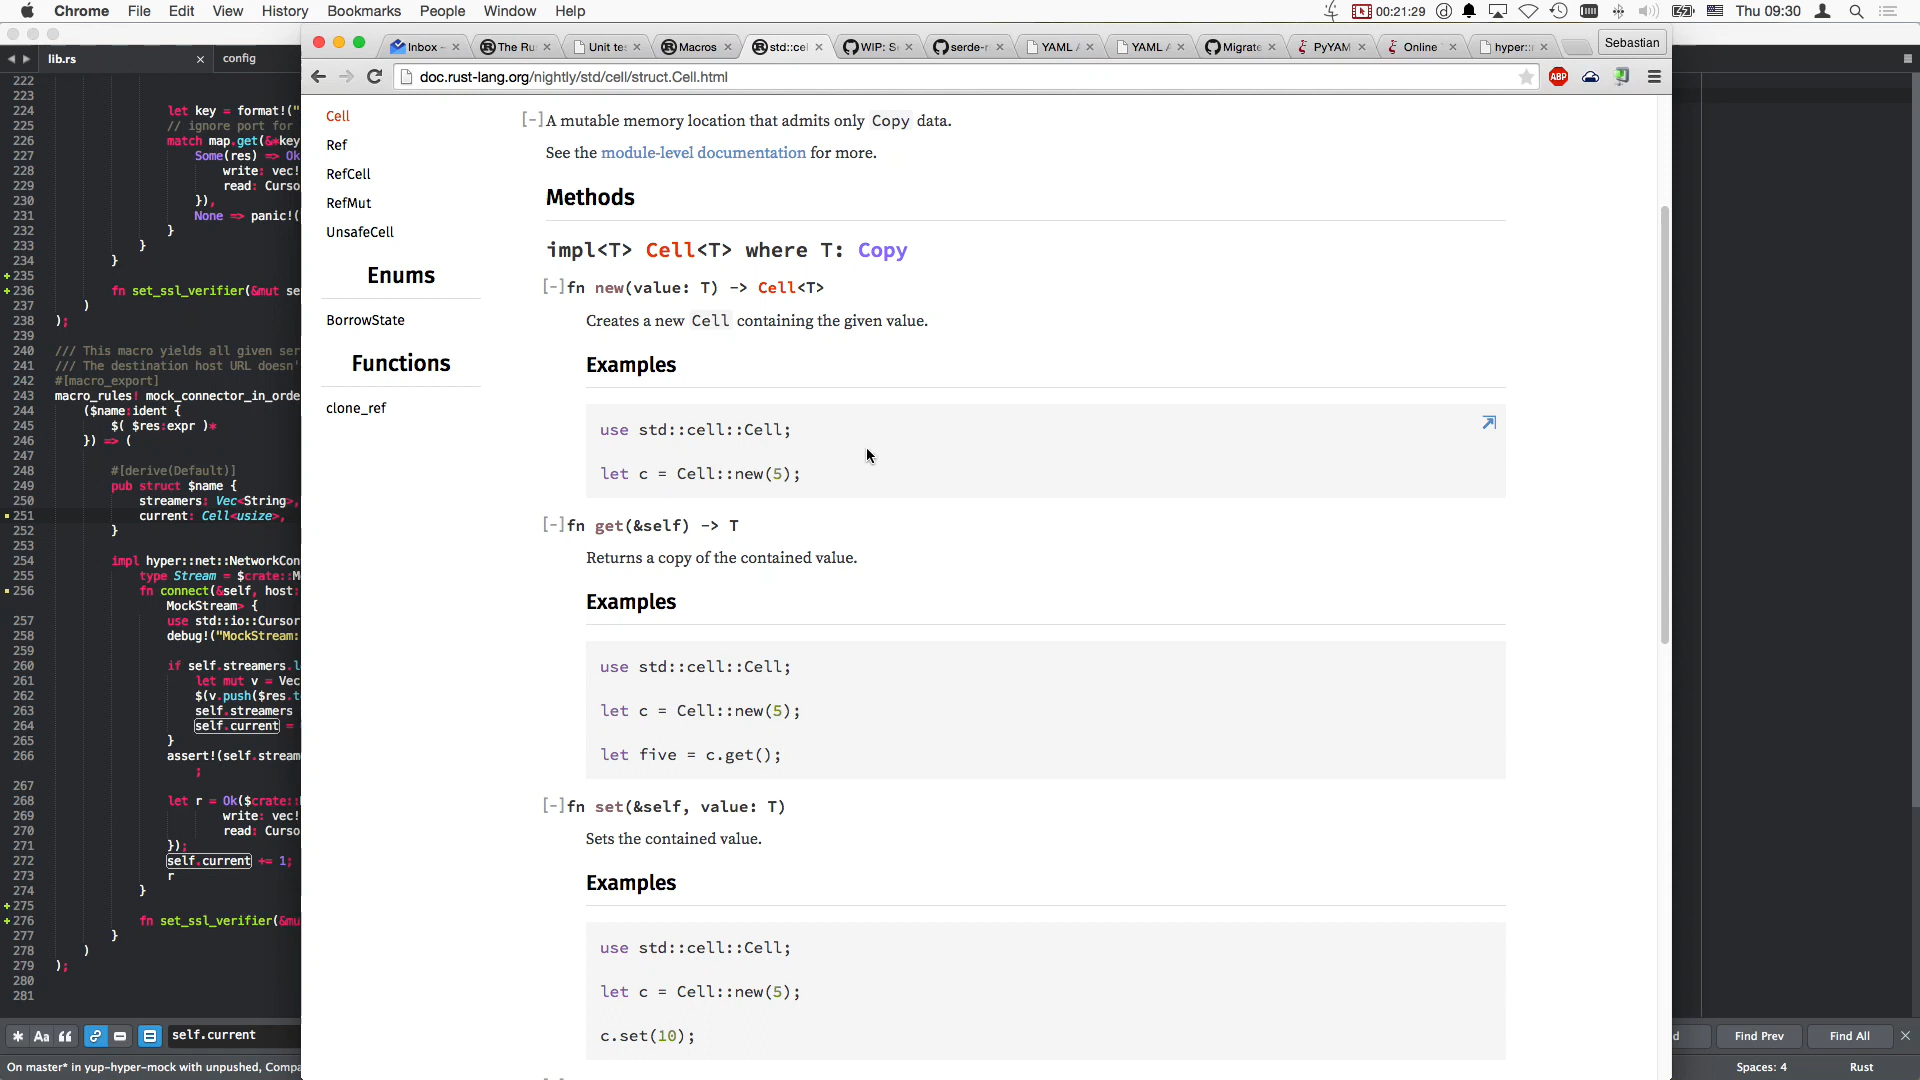 Chrome File Edit View History Bookmarks People Window Help
00:21:29
Thu 09:30
lib.rs
config
Inbox –
The Ru
Unit te
Macros
std::cel
WIP: S
serde-
YAML
YAML
Migrate
PyYAM
Online
hyper::
Sebastian
doc.rust-lang.org/nightly/std/cell/struct.Cell.html
ABP
222
223
224 let key = format!("
225 // ignore port for
226 match map.get(&*key
227 Some(res) => Ok
228 write: vec!
229 read: Curso
230 }),
231 None => panic!(
232 }
233 }
234 }
235
236 fn set_ssl_verifier(&mut se
237 )
238 );
239
240 /// This macro yields all given ser
241 /// The destination host URL doesn'
242 #[macro_export]
243 macro_rules! mock_connector_in_orde
244 ($name:ident {
245 $( $res:expr )*
246 }) => (
247
248 #[derive(Default)]
249 pub struct $name {
250 streamers: Vec<String>,
251 current: Cell<usize>,
252 }
253
254 impl hyper::net::NetworkCon
255 type Stream = $crate::M
256 fn connect(&self, host:
MockStream> {
257 use std::io::Cursor
258 debug!("MockStream:
259
260 if self.streamers.l
261 let mut v = Vec
262 $(v.push($res.t
263 self.streamers
264 self.current =
265 }
266 assert!(self.stream
;
267
268 let r = Ok($crate::
269 write: vec!
270 read: Curso
271 });
272 self.current += 1;
273 r
274 }
275
276 fn set_ssl_verifier(&mu
277 }
278 )
279 );
280
281
Cell
Ref
RefCell
RefMut
UnsafeCell
Enums
BorrowState
Functions
clone_ref
[-] A mutable memory location that admits only Copy data.
See the module-level documentation for more.
Methods
impl<T> Cell<T> where T: Copy
[-] fn new(value: T) -> Cell<T>
Creates a new Cell containing the given value.
Examples
use std::cell::Cell;
let c = Cell::new(5);
[-] fn get(&self) -> T
Returns a copy of the contained value.
Examples
use std::cell::Cell;
let c = Cell::new(5);
let five = c.get();
[-] fn set(&self, value: T)
Sets the contained value.
Examples
use std::cell::Cell;
let c = Cell::new(5);
c.set(10);
Aa
self.current
d
Find Prev
Find All
On master* in yup-hyper-mock with unpushed, Compa
Spaces: 4
Rust